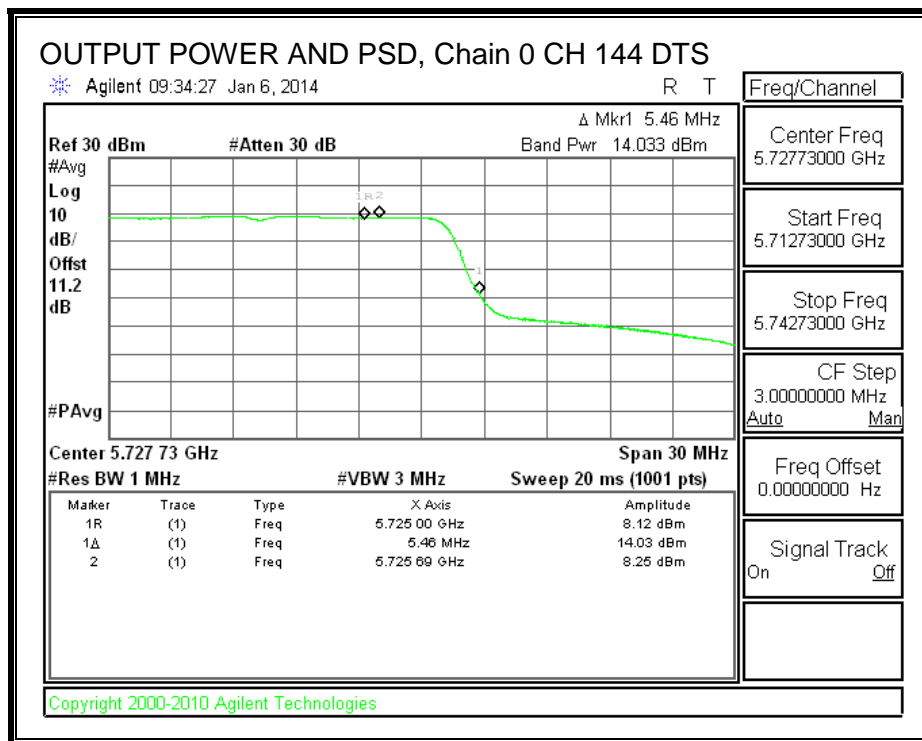 OUTPUT POWER AND PSD, Chain 0 CH 144 DTS
Agilent 09:34:27 Jan 6, 2014 R T
Δ Mkr1 5.46 MHz
Ref 30 dBm #Atten 30 dB Band Pwr 14.033 dBm
#Avg
Log
10
dB/
Offst
11.2
dB
#PAvg
1R 2
1
Center 5.727 73 GHz Span 30 MHz
#Res BW 1 MHz #VBW 3 MHz Sweep 20 ms (1001 pts)
Marker Trace Type X Axis Amplitude
1R (1) Freq 5.725 00 GHz 8.12 dBm
1Δ (1) Freq 5.46 MHz 14.03 dBm
2 (1) Freq 5.725 69 GHz 8.25 dBm
Freq/Channel
Center Freq
5.72773000 GHz
Start Freq
5.71273000 GHz
Stop Freq
5.74273000 GHz
CF Step
3.00000000 MHz
Auto Man
Freq Offset
0.00000000 Hz
Signal Track
On Off
Copyright 2000-2010 Agilent Technologies